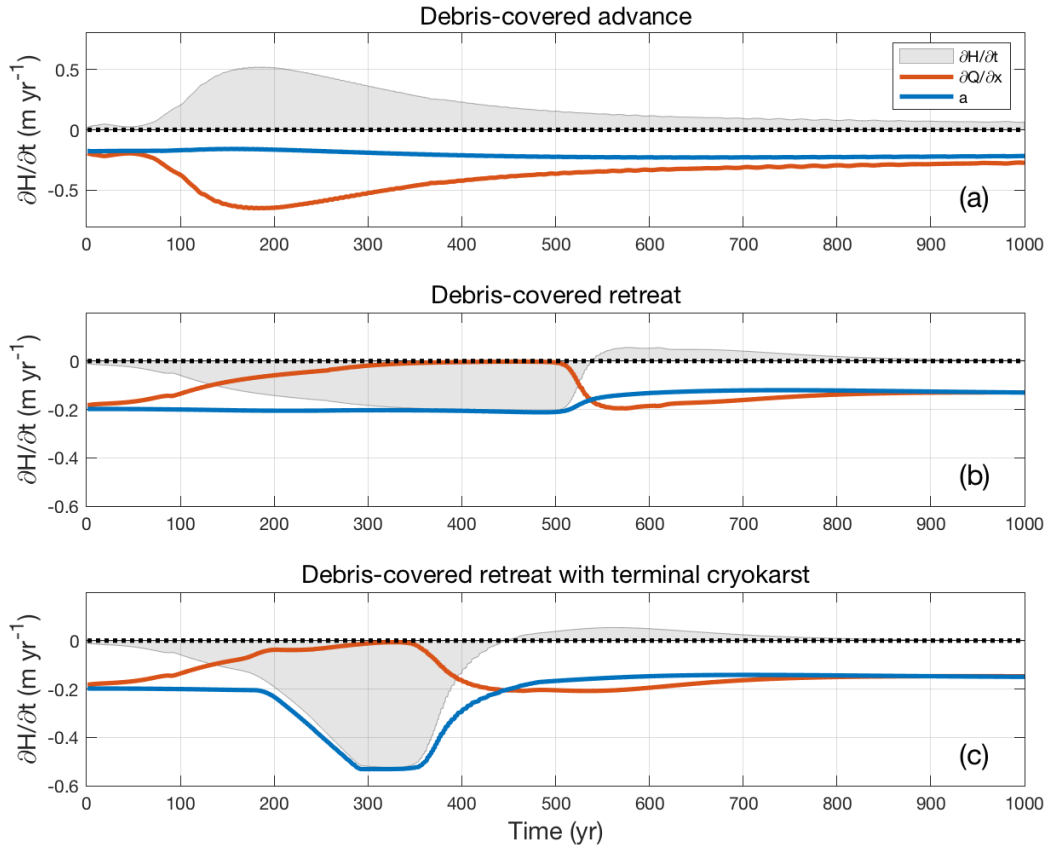 Debris-covered advance
∂H/∂t (m yr⁻¹)
0.5
0
-0.5
∂H/∂t
∂Q/∂x
a
(a)
0 100 200 300 400 500 600 700 800 900 1000
Debris-covered retreat
∂H/∂t (m yr⁻¹)
0
-0.2
-0.4
-0.6
(b)
0 100 200 300 400 500 600 700 800 900 1000
Debris-covered retreat with terminal cryokarst
∂H/∂t (m yr⁻¹)
0
-0.2
-0.4
-0.6
(c)
0 100 200 300 400 500 600 700 800 900 1000
Time (yr)